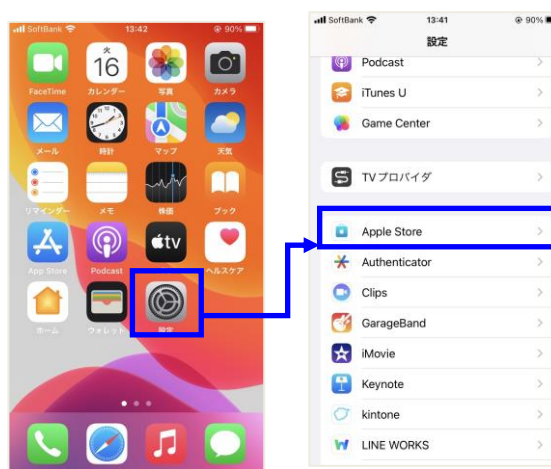 SoftBank 13:42 90%
火
16
FaceTime カレンダー 写真 カメラ
メール 時計 マップ 天気
リマインダー メモ 株価 ブック
tv
App Store Podcast TV ヘルスケア
ホーム ウォレット 設定
SoftBank 13:41 90%
設定
Podcast
iTunes U
Game Center
TV プロバイダ
Apple Store
Authenticator
Clips
GarageBand
iMovie
Keynote
kintone
LINE WORKS